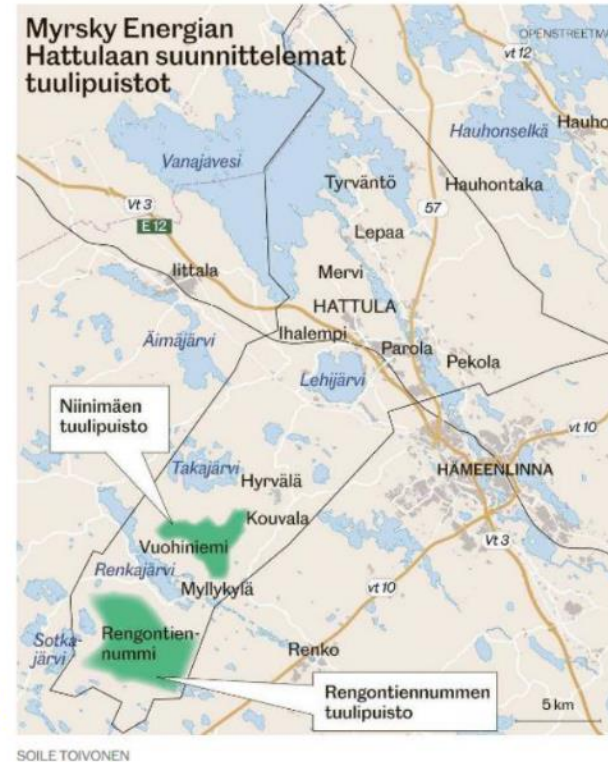 Myrsky Energian
Hattulaan suunnittelemat
tuulipuistot
OPENSTREETMA
vt 12
Hauho
Hauhonselkä
Vanajavesi
Tyrväntö
Hauhontaka
Vt 3
57
E 12
Lepaa
Iittala
Mervi
HATTULA
Ihalempi
Äimäjärvi
Parola
Pekola
Lehijärvi
Niinimäen
tuulipuisto
vt 10
Takajärvi
HÄMEENLINNA
Hyrvälä
Kouvala
Vuohiniemi
Vt 3
Renkajärvi
Myllykylä
vt 10
Sotka-
järvi
Rengontien-
nummi
Renko
Rengontiennummen
tuulipuisto
5 km
SOILE TOIVONEN